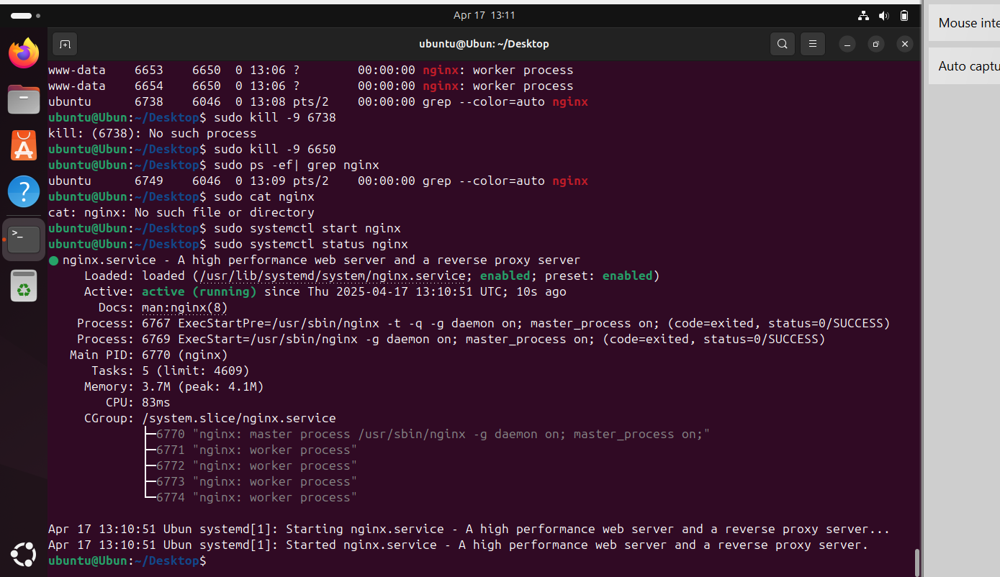 Apr 17 13:11
ubuntu@Ubun: ~/Desktop
Mouse inte
Auto captu
www-data    6653    6650  0 13:06 ?        00:00:00 nginx: worker process
www-data    6654    6650  0 13:06 ?        00:00:00 nginx: worker process
ubuntu      6738    6046  0 13:08 pts/2    00:00:00 grep --color=auto nginx
ubuntu@Ubun:~/Desktop$ sudo kill -9 6738
kill: (6738): No such process
ubuntu@Ubun:~/Desktop$ sudo kill -9 6650
ubuntu@Ubun:~/Desktop$ sudo ps -ef| grep nginx
ubuntu      6749    6046  0 13:09 pts/2    00:00:00 grep --color=auto nginx
ubuntu@Ubun:~/Desktop$ sudo cat nginx
cat: nginx: No such file or directory
ubuntu@Ubun:~/Desktop$ sudo systemctl start nginx
ubuntu@Ubun:~/Desktop$ sudo systemctl status nginx
● nginx.service - A high performance web server and a reverse proxy server
     Loaded: loaded (/usr/lib/systemd/system/nginx.service; enabled; preset: enabled)
     Active: active (running) since Thu 2025-04-17 13:10:51 UTC; 10s ago
       Docs: man:nginx(8)
    Process: 6767 ExecStartPre=/usr/sbin/nginx -t -q -g daemon on; master_process on; (code=exited, status=0/SUCCESS)
    Process: 6769 ExecStart=/usr/sbin/nginx -g daemon on; master_process on; (code=exited, status=0/SUCCESS)
   Main PID: 6770 (nginx)
      Tasks: 5 (limit: 4609)
     Memory: 3.7M (peak: 4.1M)
        CPU: 83ms
     CGroup: /system.slice/nginx.service
             ├─6770 "nginx: master process /usr/sbin/nginx -g daemon on; master_process on;"
             ├─6771 "nginx: worker process"
             ├─6772 "nginx: worker process"
             ├─6773 "nginx: worker process"
             └─6774 "nginx: worker process"
Apr 17 13:10:51 Ubun systemd[1]: Starting nginx.service - A high performance web server and a reverse proxy server...
Apr 17 13:10:51 Ubun systemd[1]: Started nginx.service - A high performance web server and a reverse proxy server.
ubuntu@Ubun:~/Desktop$